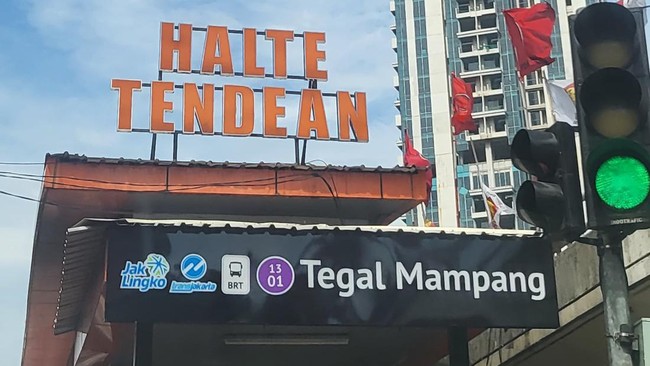 HALTE
TENDEAN
Jak Lingko
transjakarta
BRT
13
01
Tegal Mampang